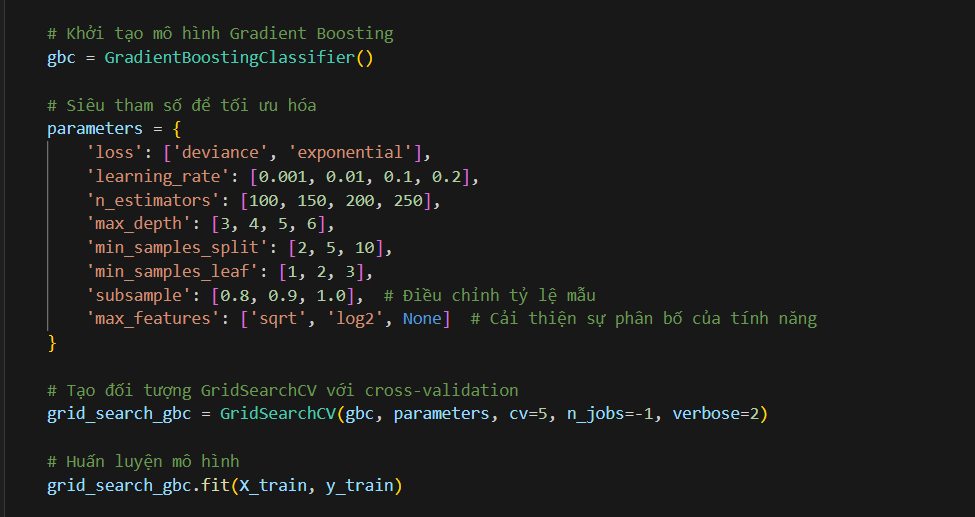 # Khởi tạo mô hình Gradient Boosting
gbc = GradientBoostingClassifier()
# Siêu tham số để tối ưu hóa
parameters = {
    'loss': ['deviance', 'exponential'],
    'learning_rate': [0.001, 0.01, 0.1, 0.2],
    'n_estimators': [100, 150, 200, 250],
    'max_depth': [3, 4, 5, 6],
    'min_samples_split': [2, 5, 10],
    'min_samples_leaf': [1, 2, 3],
    'subsample': [0.8, 0.9, 1.0],  # Điều chỉnh tỷ lệ mẫu
    'max_features': ['sqrt', 'log2', None]  # Cải thiện sự phân bố của tính năng
}
# Tạo đối tượng GridSearchCV với cross-validation
grid_search_gbc = GridSearchCV(gbc, parameters, cv=5, n_jobs=-1, verbose=2)
# Huấn luyện mô hình
grid_search_gbc.fit(X_train, y_train)